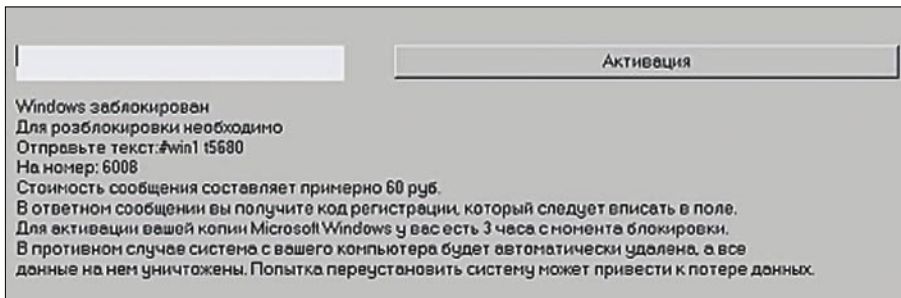 Активация
Windows заблокирован
Для розблокировки необходимо
Отправьте текст:#win1 t5680
На номер: 6008
Стоимость сообщения составляет примерно 60 руб.
В ответном сообщении вы получите код регистрации, который следует вписать в поле.
Для активации вашей копии Microsoft Windows у вас есть 3 часа с момента блокировки.
В противном случае система с вашего компьютера будет автоматически удалена, а все
данные на нем уничтожены. Попытка переустановить систему может привести к потере данных.